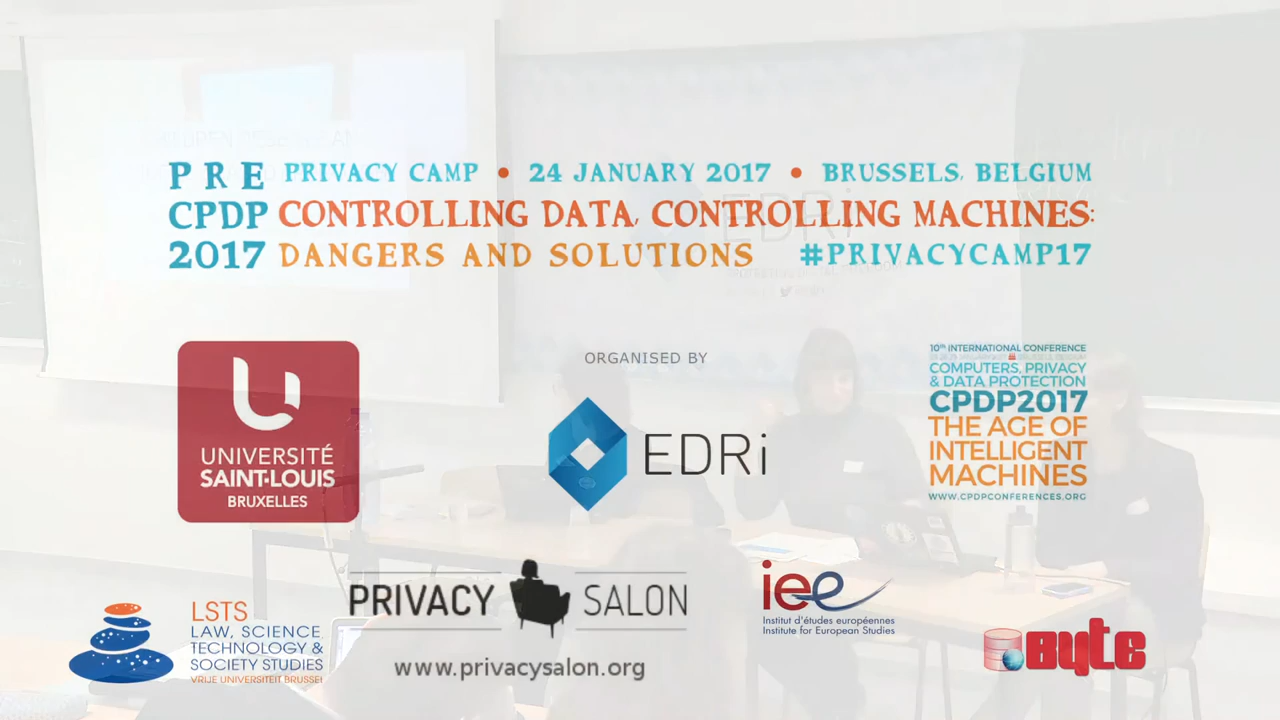 PRE
CPDP
2017
PRIVACY CAMP • 24 JANUARY 2017 • BRUSSELS, BELGIUM
CONTROLLING DATA, CONTROLLING MACHINES:
DANGERS AND SOLUTIONS #PRIVACYCAMP17
ORGANISED BY
UNIVERSITÉ
SAINT-LOUIS
BRUXELLES
EDRi
10th INTERNATIONAL CONFERENCE
COMPUTERS, PRIVACY
& DATA PROTECTION
CPDP2017
THE AGE OF
INTELLIGENT
MACHINES
WWW.CPDPCONFERENCES.ORG
LSTS
LAW, SCIENCE,
TECHNOLOGY &
SOCIETY STUDIES
VRIJE UNIVERSITEIT BRUSSEL
PRIVACY SALON
www.privacysalon.org
iee
Institut d'études européennes
Institute for European Studies
Byte
EDRi